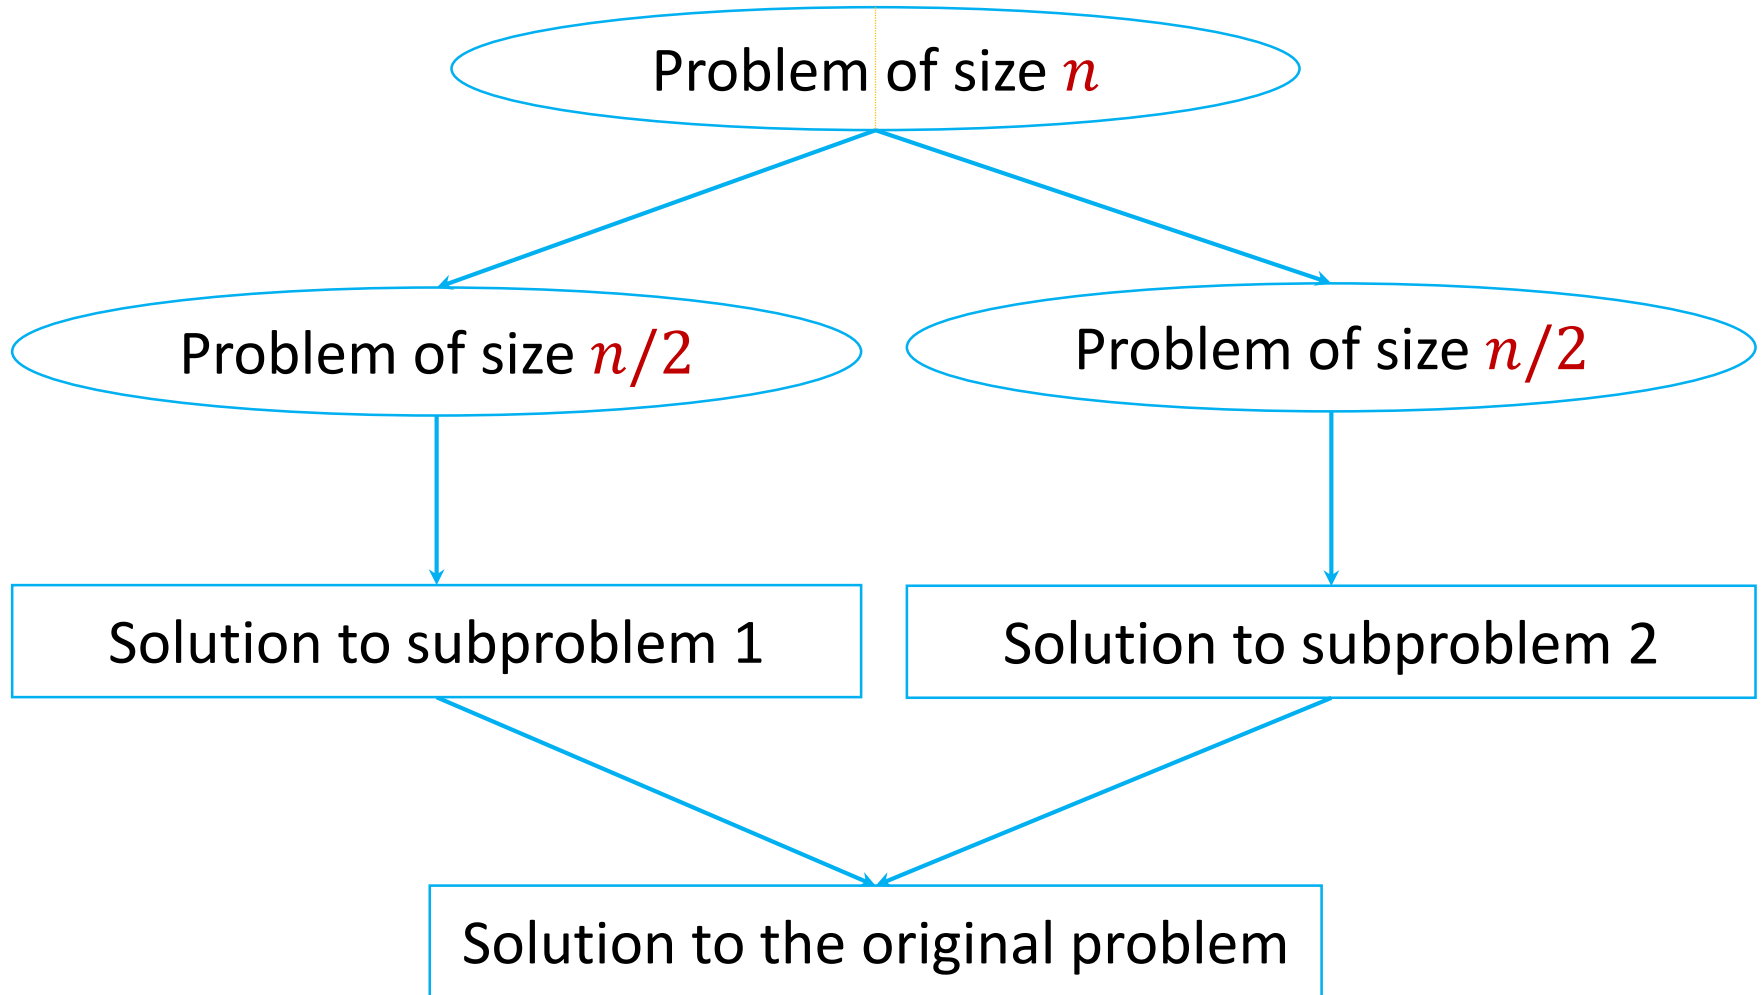 Problem of size n
Problem of size n/2
Problem of size n/2
Solution to subproblem 1
Solution to subproblem 2
Solution to the original problem